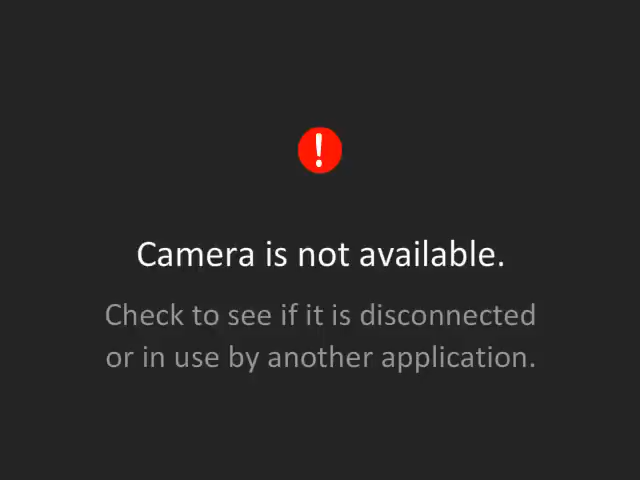 Camera is not available.
Check to see if it is disconnected
or in use by another application.